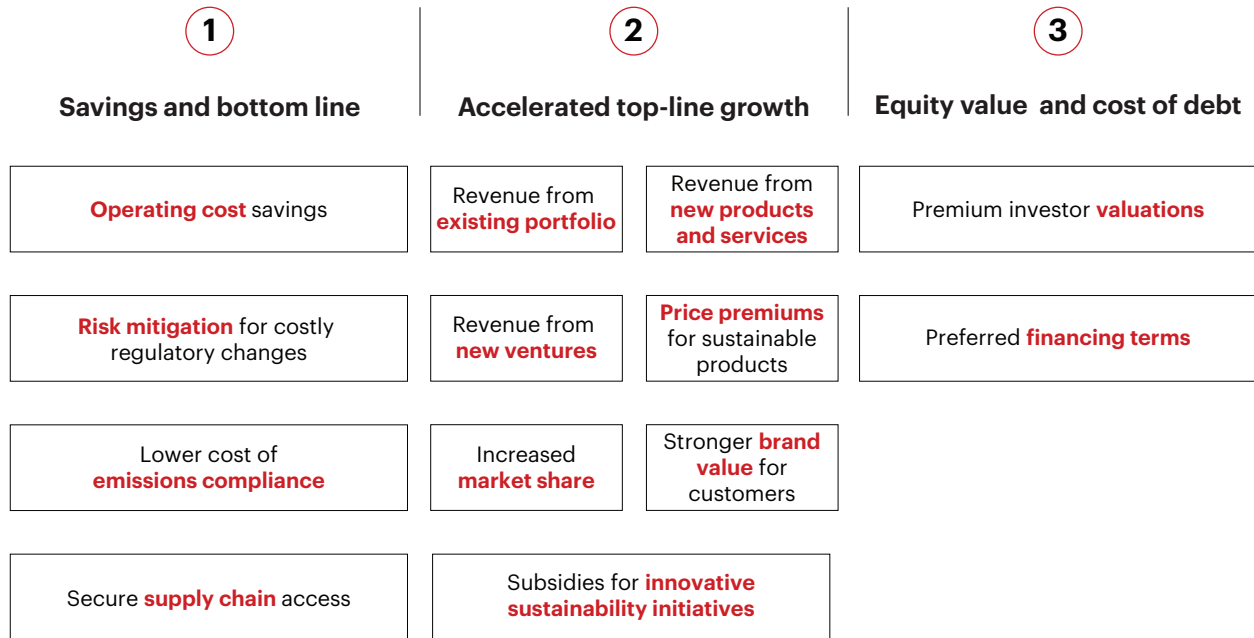 1
Savings and bottom line
Operating cost savings
Risk mitigation for costly
regulatory changes
Lower cost of
emissions compliance
Secure supply chain access
2
Accelerated top-line growth
Revenue from
existing portfolio
Revenue from
new products
and services
Revenue from
new ventures
Price premiums
for sustainable
products
Increased
market share
Stronger brand
value for
customers
Subsidies for innovative
sustainability initiatives
3
Equity value and cost of debt
Premium investor valuations
Preferred financing terms